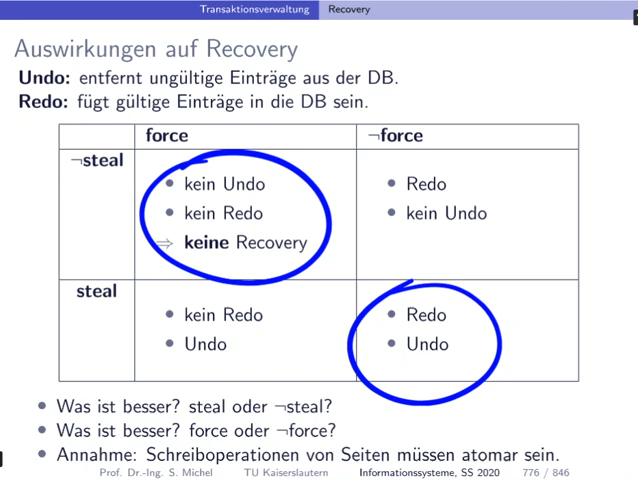 Transaktionsverwaltung Recovery
Auswirkungen auf Recovery
Undo: entfernt ungültige Einträge aus der DB.
Redo: fügt gültige Einträge in die DB sein.
force ¬force
¬steal
• kein Undo • Redo
• kein Redo • kein Undo
⇒ keine Recovery
steal
• kein Redo • Redo
• Undo • Undo
• Was ist besser? steal oder ¬steal?
• Was ist besser? force oder ¬force?
• Annahme: Schreiboperationen von Seiten müssen atomar sein.
Prof. Dr.-Ing. S. Michel TU Kaiserslautern Informationssysteme, SS 2020 776 / 846